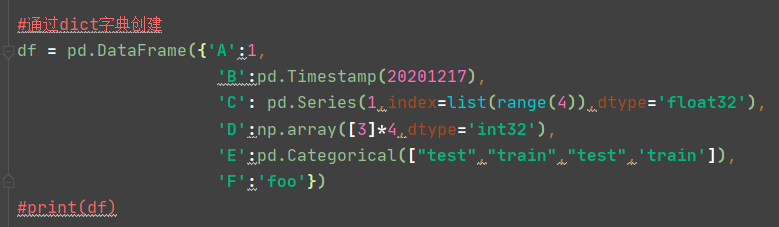 #通过dict字典创建
df = pd.DataFrame({'A':1,
'B':pd.Timestamp(20201217),
'C': pd.Series(1,index=list(range(4)),dtype='float32'),
'D':np.array([3]*4,dtype='int32'),
'E':pd.Categorical(["test","train","test",'train']),
'F':'foo'})
#print(df)